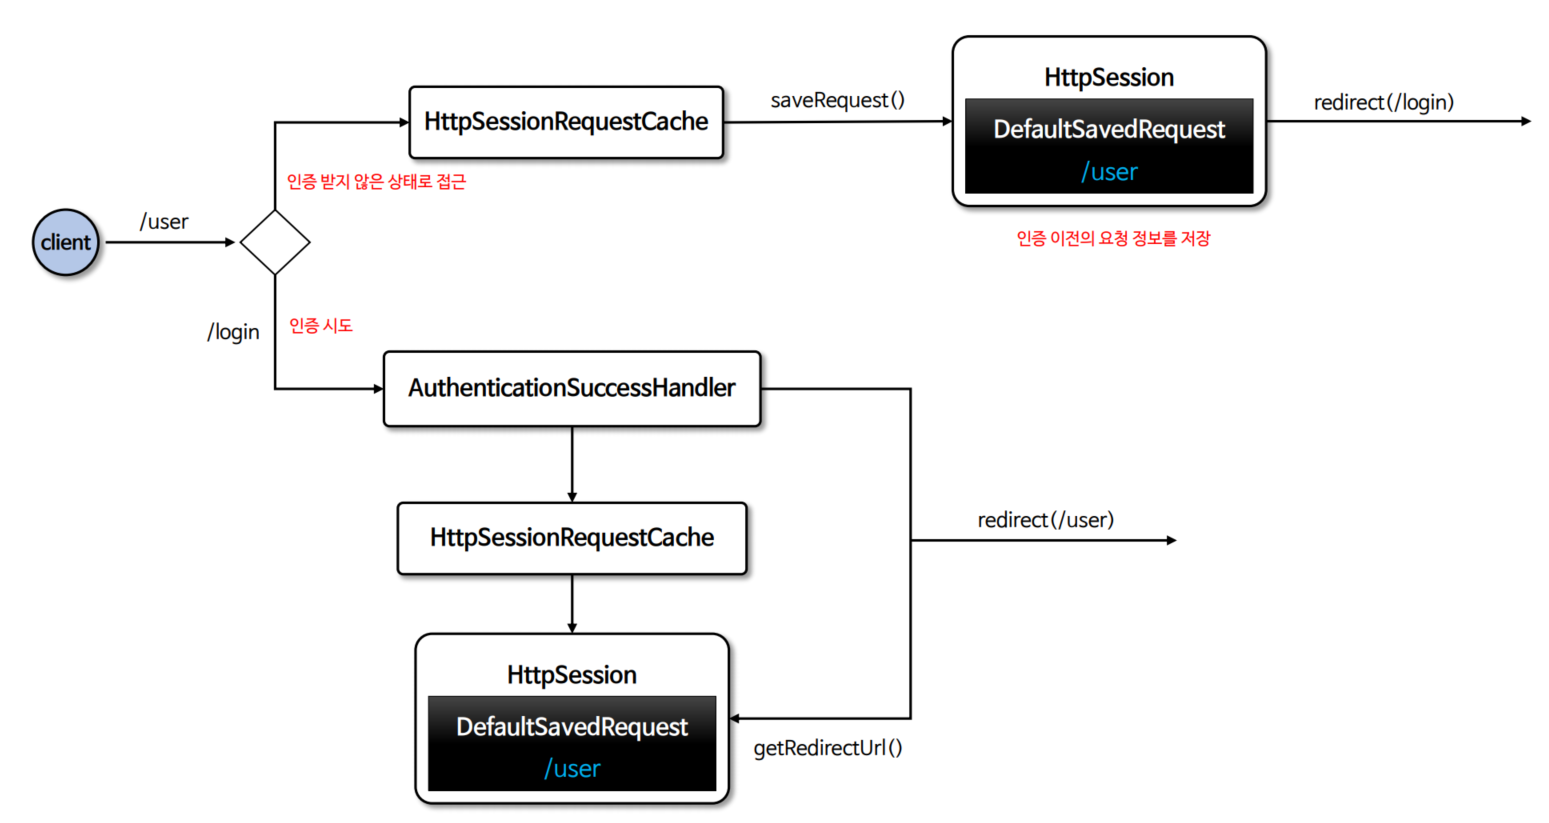 HttpSession
HttpSessionRequestCache
saveRequest()
DefaultSavedRequest
/user
redirect(/login)
인증 받지 않은 상태로 접근
client
/user
인증 이전의 요청 정보를 저장
/login
인증 시도
AuthenticationSuccessHandler
HttpSessionRequestCache
redirect(/user)
HttpSession
DefaultSavedRequest
/user
getRedirectUrl()